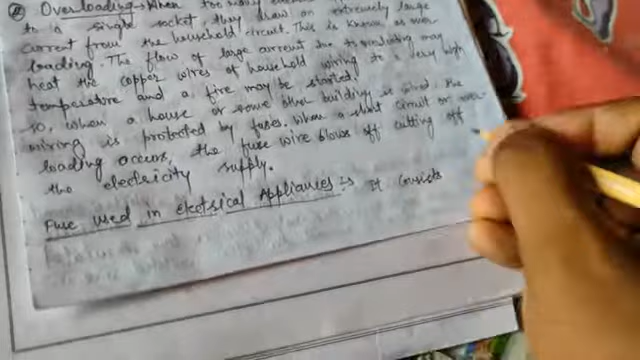 Overloading - When too many
to a single socket, they draw an extremely large
current from the household circuit. This is known as over
loading. The flow of large current due to overloading may
heat the copper wires of household wiring to a very high
temperature and a fire may be started.
so, when a house or some other building is wired, the
wiring is protected by fuses. When a short circuit or over
loading occurs, the fuse wire blows off cutting off
the electricity supply.
Fuse used in electrical Appliances :- It consists